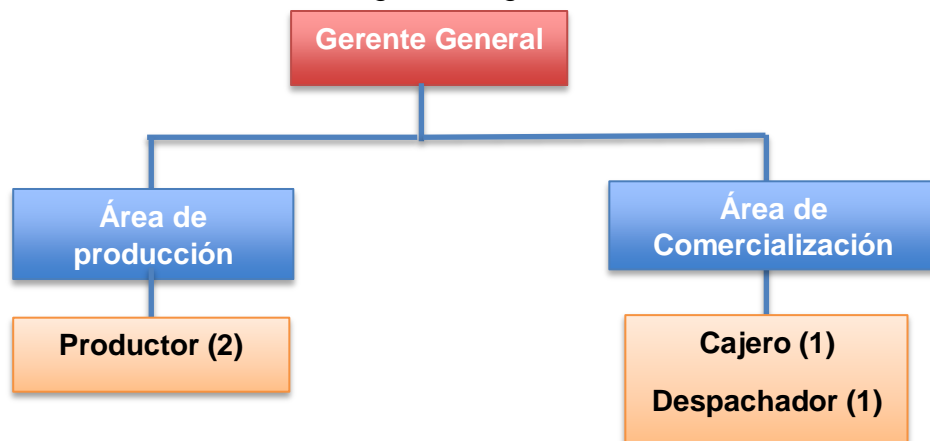 Gerente General
Área de
producción
Área de
Comercialización
Productor (2)
Cajero (1)
Despachador (1)